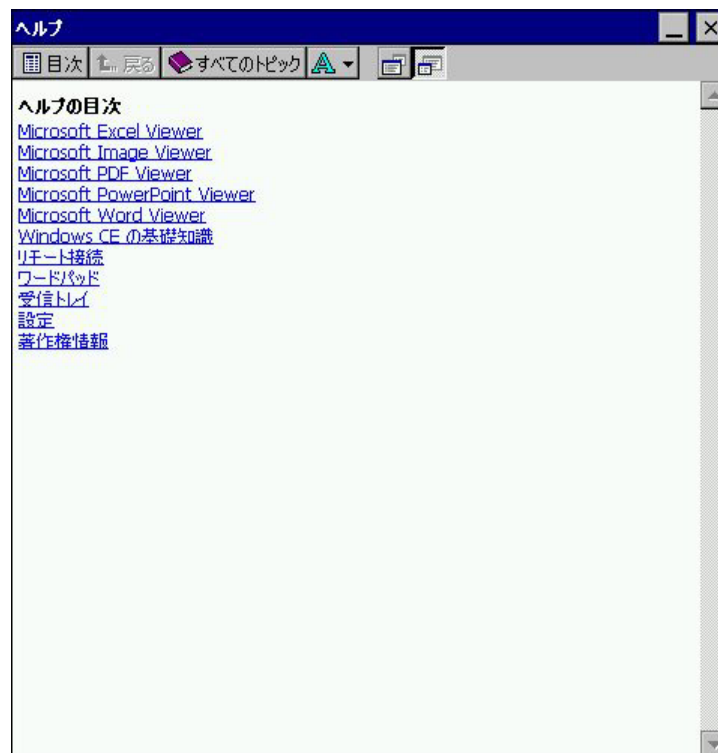 ヘルプ
目次 戻る すべてのトピック A
ヘルプの目次
Microsoft Excel Viewer
Microsoft Image Viewer
Microsoft PDF Viewer
Microsoft PowerPoint Viewer
Microsoft Word Viewer
Windows CE の基礎知識
リモート接続
ワードパッド
受信トレイ
設定
著作権情報